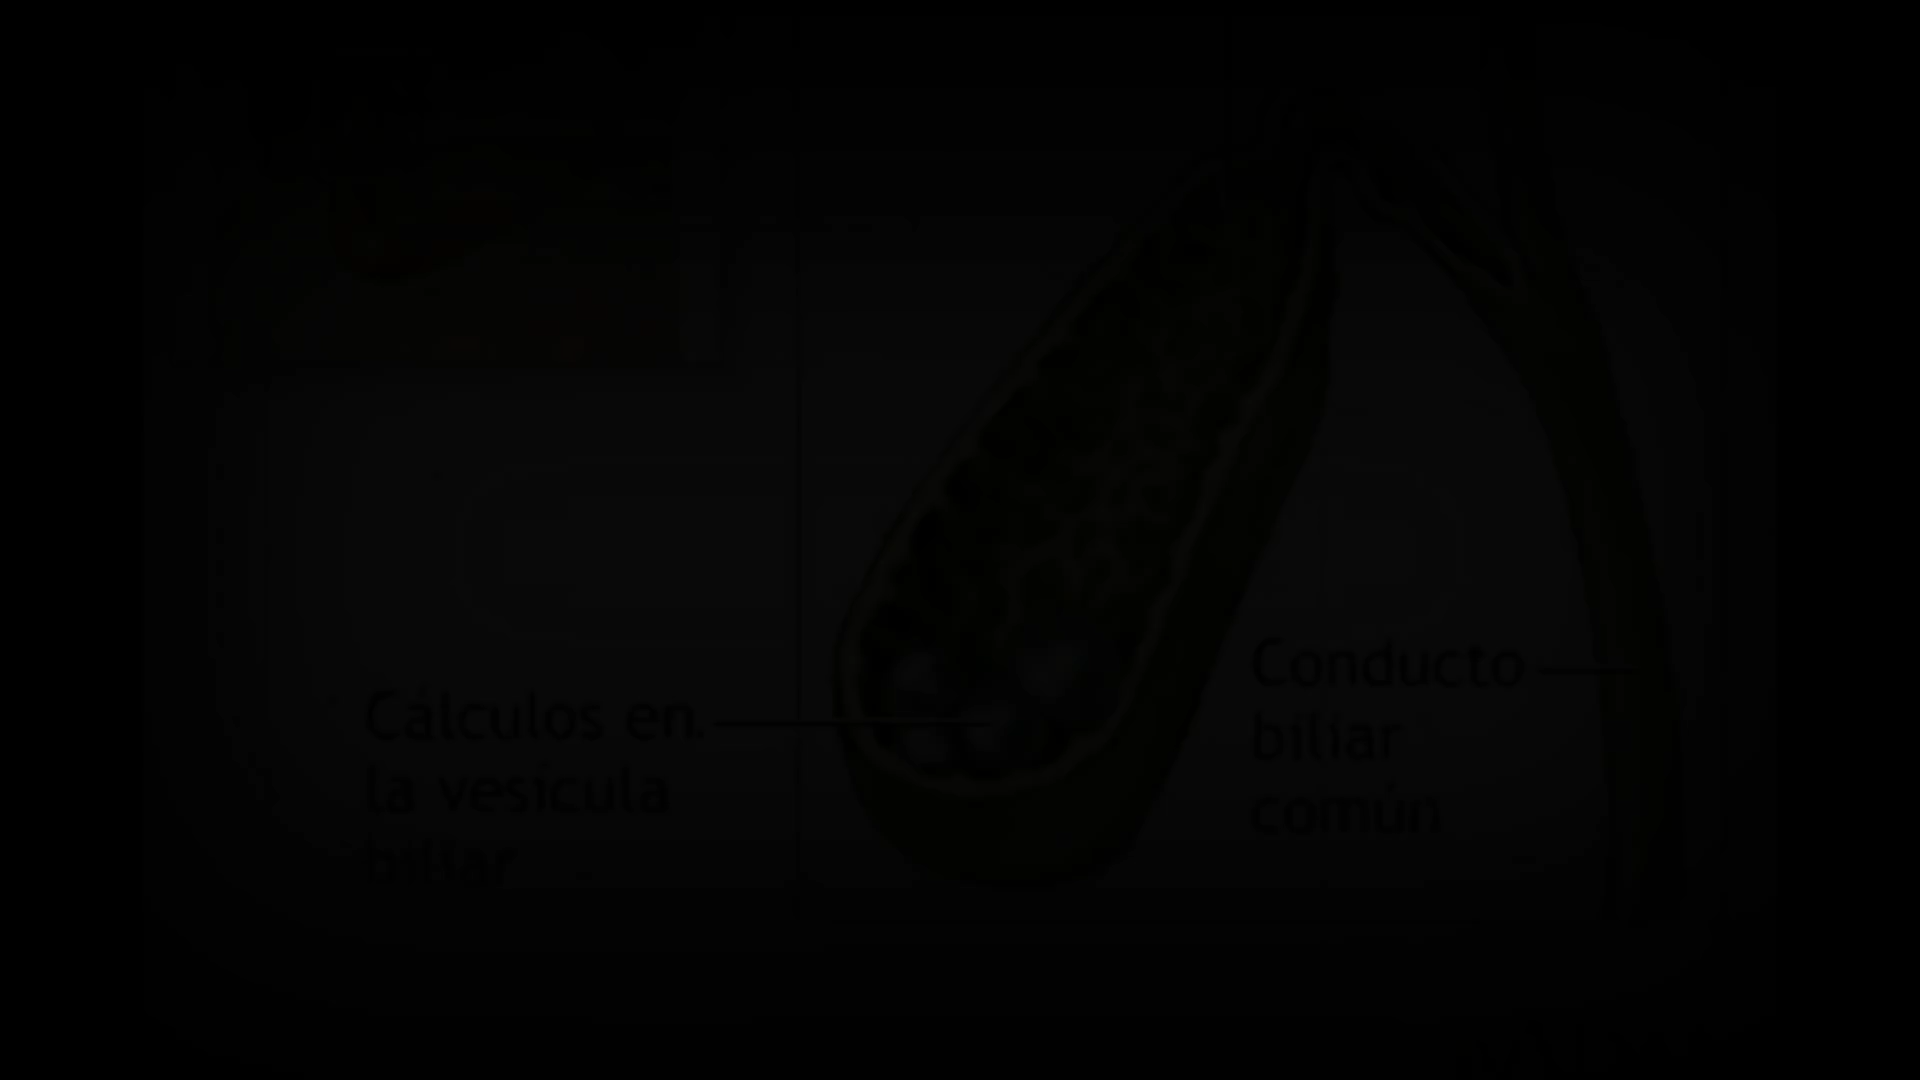 Cálculos en
la vesícula
biliar
Conducto
biliar
común